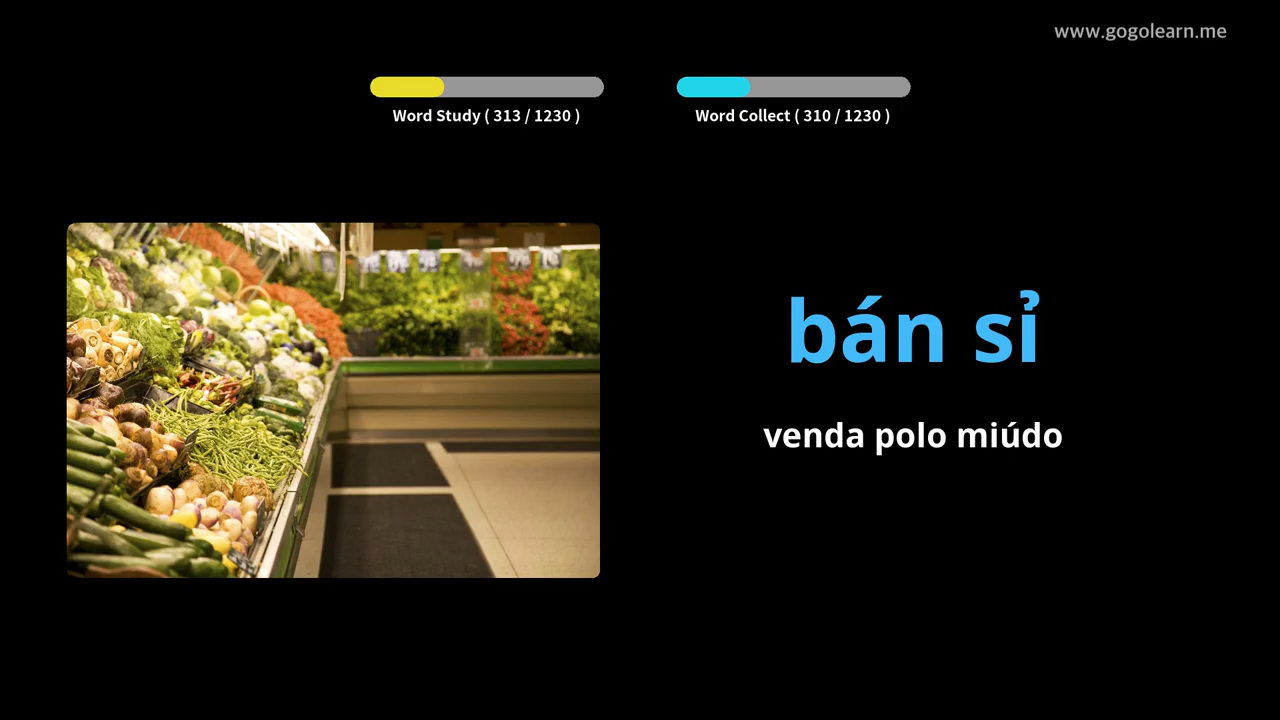 www.gogolearn.me
Word Study ( 313 / 1230 )
Word Collect ( 310 / 1230 )
bán sỉ
venda polo miúdo